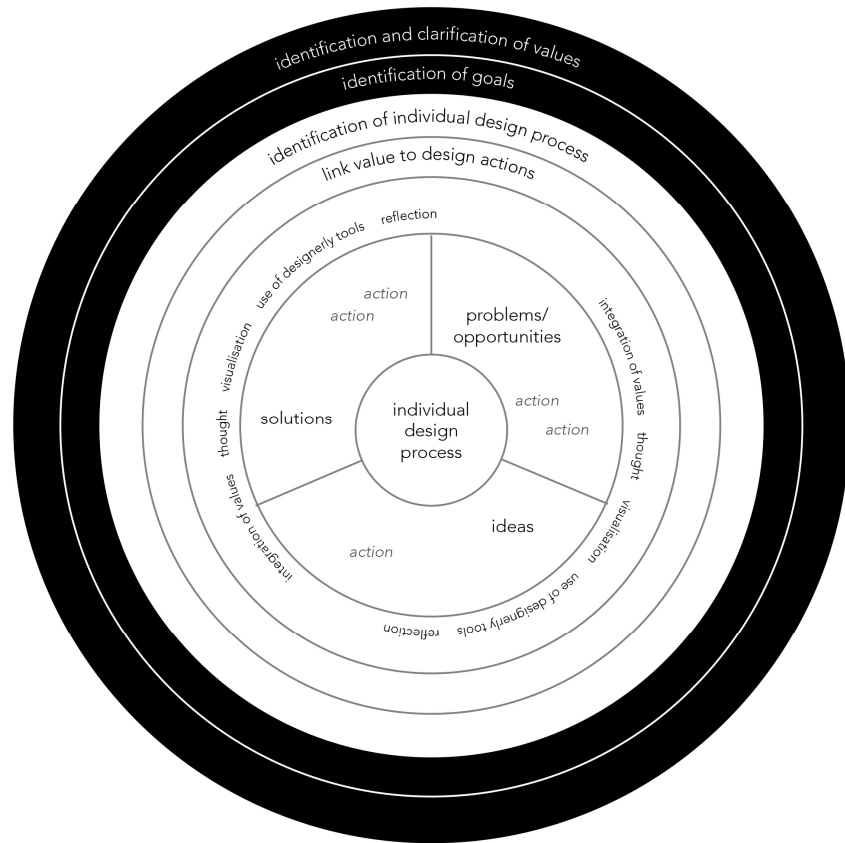 identification and clarification of values
identification of goals
identification of individual design process
link value to design actions
reflection
use of designerly tools
visualisation
thought
integration of values
integration of values
thought
visualisation
use of designerly tools
reflection
action
action
problems/
opportunities
action
action
solutions
individual
design
process
ideas
action